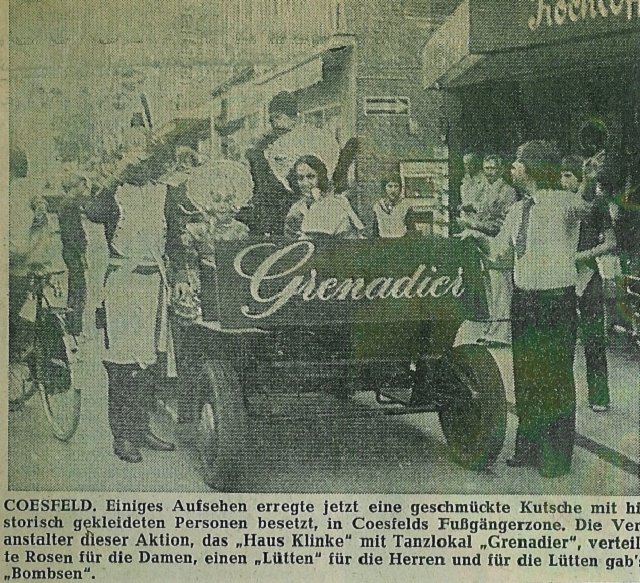 Grenadier
COESFELD. Einiges Aufsehen erregte jetzt eine geschmückte Kutsche mit hi
storisch gekleideten Personen besetzt, in Coesfelds Fußgängerzone. Die Ver
anstalter dieser Aktion, das „Haus Klinke" mit Tanzlokal „Grenadier", verteil
te Rosen für die Damen, einen „Lütten" für die Herren und für die Lütten gab'
„Bombsen".